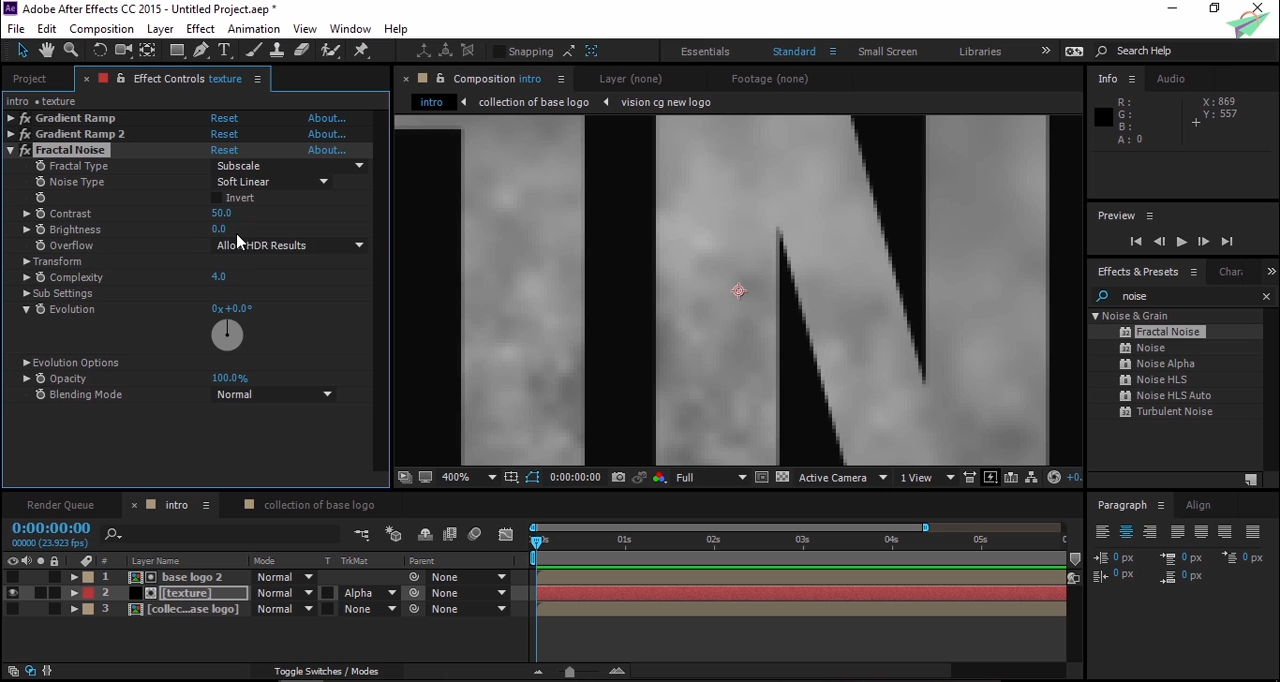 Adobe After Effects CC 2015 - Untitled Project.aep *
File Edit Composition Layer Effect Animation View Window Help
Snapping Essentials Standard Small Screen Libraries Search Help
Project Effect Controls texture
intro • texture
Gradient Ramp Reset About...
Gradient Ramp 2 Reset About...
Fractal Noise Reset About...
Fractal Type Subscale
Noise Type Soft Linear
Invert
Contrast 50.0
Brightness 0.0
Overflow Allo HDR Results
Transform
Complexity 4.0
Sub Settings
Evolution 0x+0.0°
Evolution Options
Opacity 100.0%
Blending Mode Normal
Composition intro Layer (none) Footage (none)
intro collection of base logo vision cg new logo
400% 0:00:00:00 Full Active Camera 1 View +0.
Info Audio
R: X: 869
G: Y: 557
B:
A: 0
Preview
Effects & Presets Char
noise
Noise & Grain
Fractal Noise
Noise
Noise Alpha
Noise HLS
Noise HLS Auto
Turbulent Noise
Render Queue intro collection of base logo
0:00:00:00
00000 (23.923 fps)
# Layer Name Mode T TrkMat Parent
0s 01s 02s 03s 04s 05s
1 base logo 2 Normal None
2 [texture] Normal Alpha None
3 [collec...ase logo] Normal None None
Toggle Switches / Modes
Paragraph Align
0 px 0 px 0 px
0 px 0 px